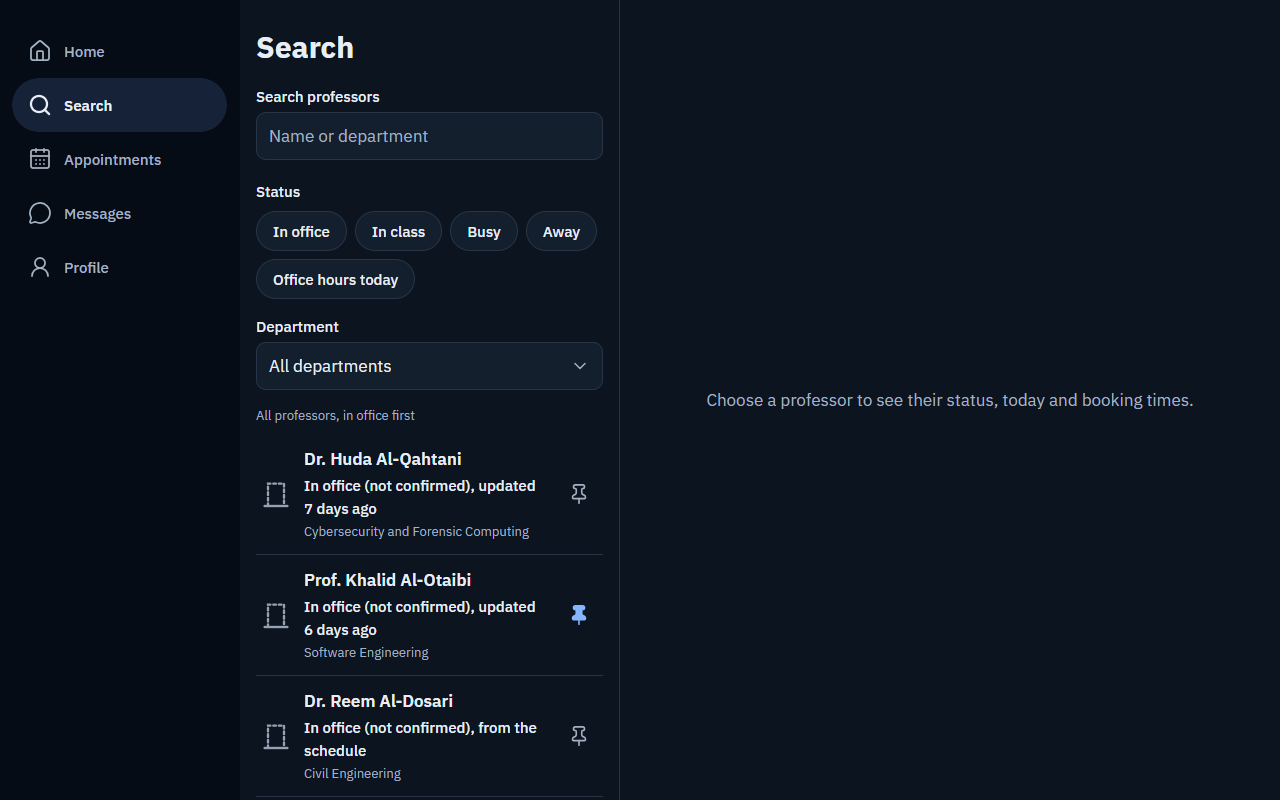 Home
Search
Appointments
Messages
Profile
Search
Search professors
Name or department
Status
In office
In class
Busy
Away
Office hours today
Department
All departments
All professors, in office first
Dr. Huda Al-Qahtani
In office (not confirmed), updated
7 days ago
Cybersecurity and Forensic Computing
Prof. Khalid Al-Otaibi
In office (not confirmed), updated
6 days ago
Software Engineering
Dr. Reem Al-Dosari
In office (not confirmed), from the
schedule
Civil Engineering
Choose a professor to see their status, today and booking times.